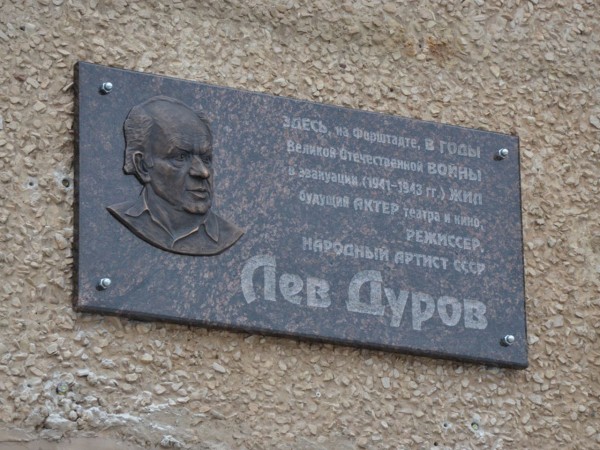 ЗДЕСЬ, на Форштадте, В ГОДЫ
Великой Отечественной ВОЙНЫ
в эвакуации (1941-1943 гг.) ЖИЛ
будущий АКТЕР театра и кино,
РЕЖИССЕР,
НАРОДНЫЙ АРТИСТ СССР
Лев Дуров